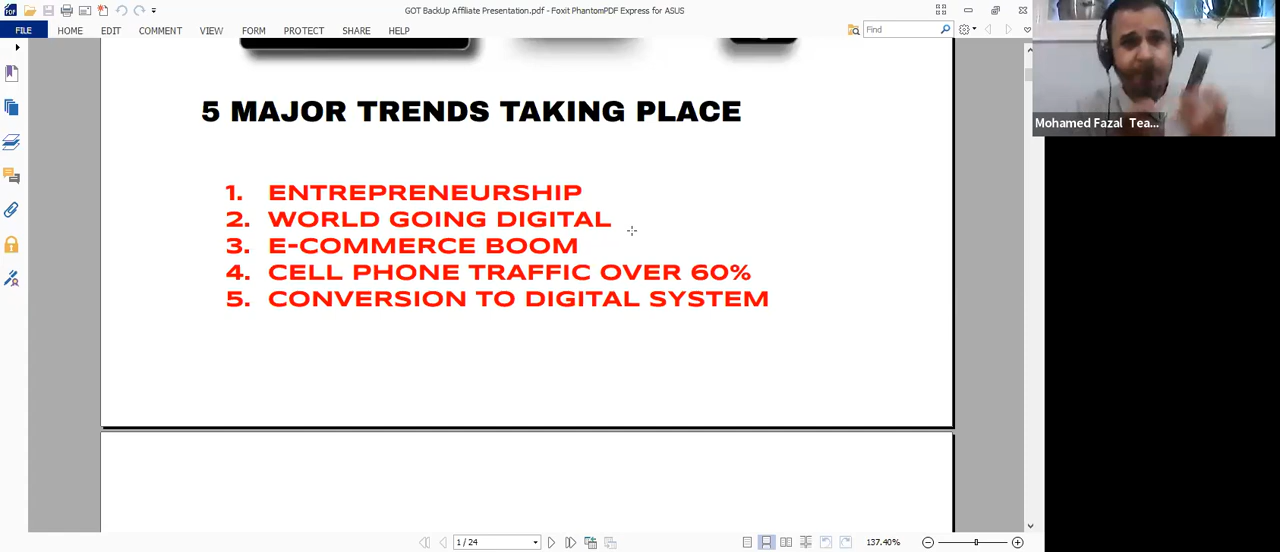 GOT BackUp Affiliate Presentation.pdf - Foxit PhantomPDF Express for ASUS
FILE HOME EDIT COMMENT VIEW FORM PROTECT SHARE HELP
Find
Mohamed Fazal Tea...
5 MAJOR TRENDS TAKING PLACE
1. ENTREPRENEURSHIP
2. WORLD GOING DIGITAL
3. E-COMMERCE BOOM
4. CELL PHONE TRAFFIC OVER 60%
5. CONVERSION TO DIGITAL SYSTEM
1 / 24
137.40%